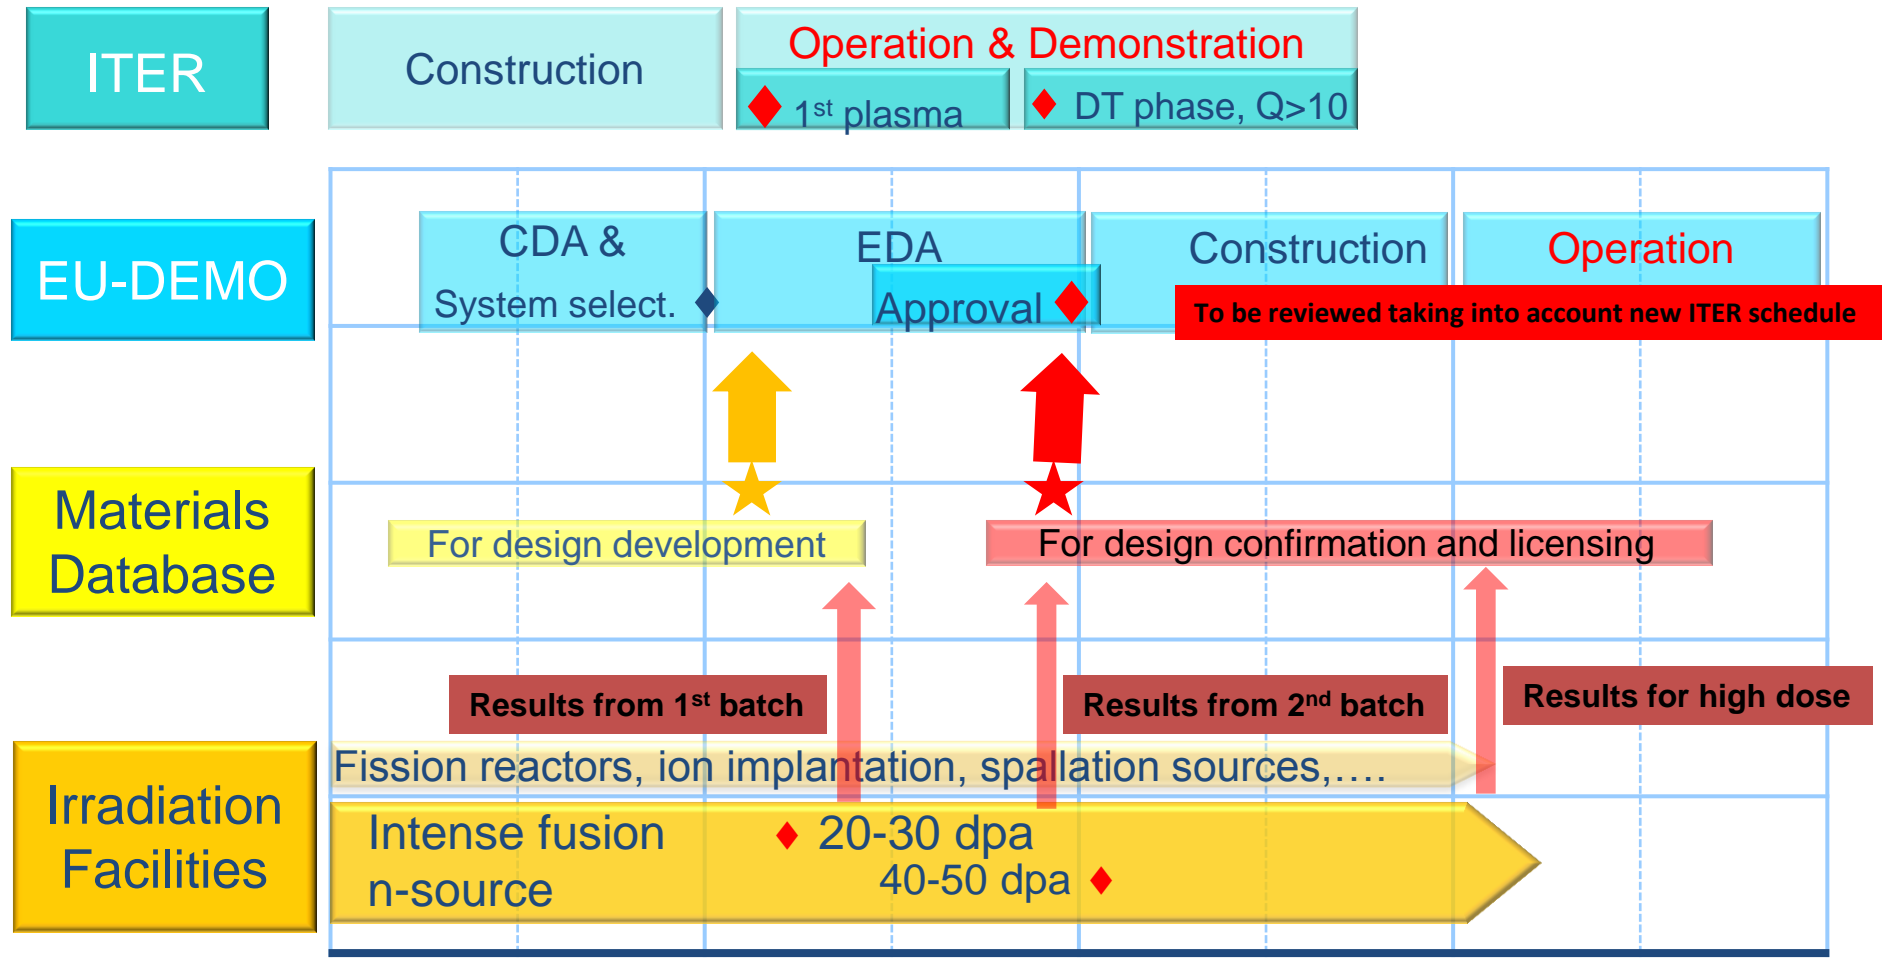 ITER
Construction
Operation & Demonstration
1st plasma
DT phase, Q>10
EU-DEMO
CDA &
System select.
EDA
Approval
Construction
Operation
To be reviewed taking into account new ITER schedule
Materials
Database
For design development
For design confirmation and licensing
Results from 1st batch
Results from 2nd batch
Results for high dose
Irradiation
Facilities
Fission reactors, ion implantation, spallation sources,....
Intense fusion
n-source
20-30 dpa
40-50 dpa